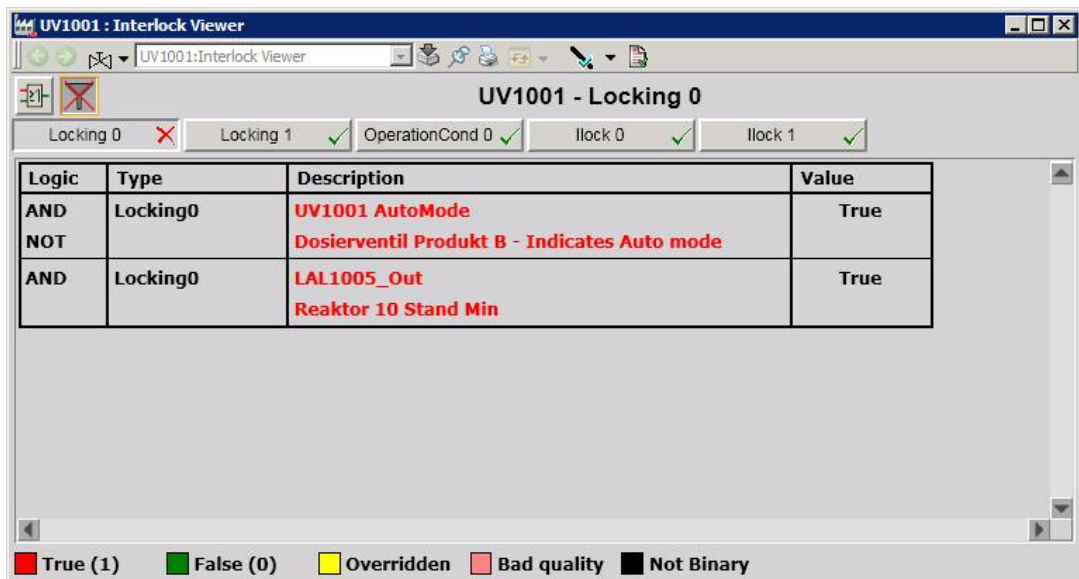 UV1001 : Interlock Viewer
UV1001:Interlock Viewer
UV1001 - Locking 0
Locking 0 Locking 1 OperationCond 0 Ilock 0 Ilock 1
Logic Type Description Value
AND Locking0 UV1001 AutoMode True
NOT Dosierventil Produkt B - Indicates Auto mode
AND Locking0 LAL1005_Out True
Reaktor 10 Stand Min
True (1) False (0) Overridden Bad quality Not Binary